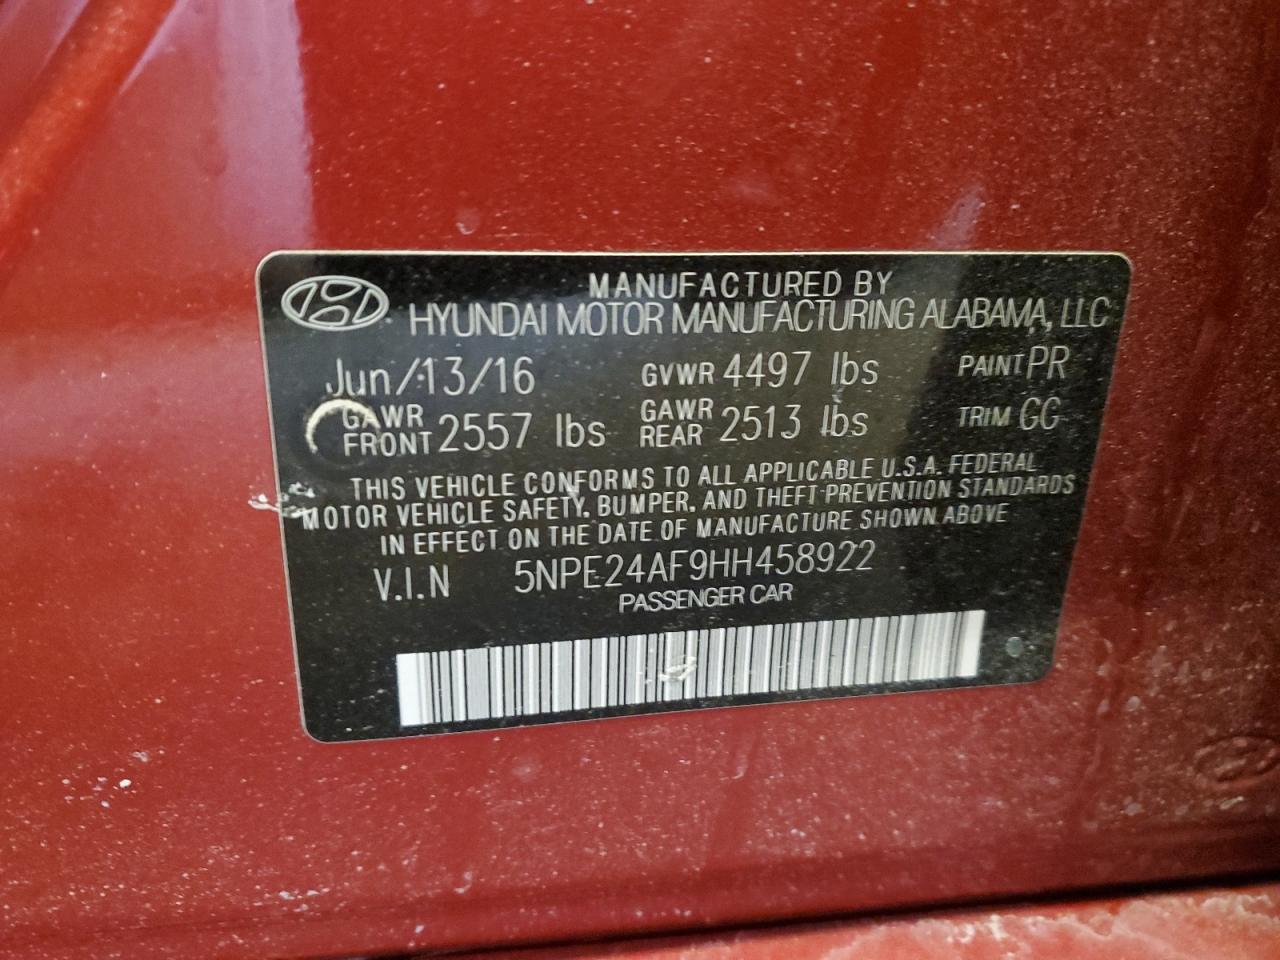 MANUFACTURED BY
HYUNDAI MOTOR MANUFACTURING ALABAMA, LLC
Jun/13/16 GVWR 4497 lbs PAINT PR
GAWR FRONT 2557 lbs GAWR REAR 2513 lbs TRIM GG
THIS VEHICLE CONFORMS TO ALL APPLICABLE U.S.A. FEDERAL
MOTOR VEHICLE SAFETY, BUMPER, AND THEFT PREVENTION STANDARDS
IN EFFECT ON THE DATE OF MANUFACTURE SHOWN ABOVE
V.I.N 5NPE24AF9HH458922
PASSENGER CAR